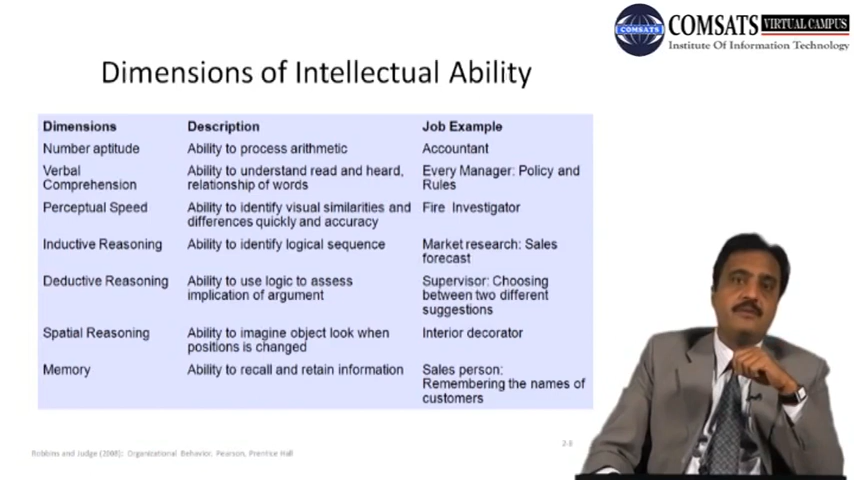 COMSATS VIRTUAL CAMPUS
Institute Of Information Technology
COMSATS
Dimensions of Intellectual Ability
Dimensions Description Job Example
Number aptitude Ability to process arithmetic Accountant
Verbal Comprehension Ability to understand read and heard, relationship of words Every Manager: Policy and Rules
Perceptual Speed Ability to identify visual similarities and differences quickly and accuracy Fire Investigator
Inductive Reasoning Ability to identify logical sequence Market research: Sales forecast
Deductive Reasoning Ability to use logic to assess implication of argument Supervisor: Choosing between two different suggestions
Spatial Reasoning Ability to imagine object look when positions is changed Interior decorator
Memory Ability to recall and retain information Sales person: Remembering the names of customers
2-8
Robbins and Judge (2008): Organizational Behavior, Pearson, Prentice Hall